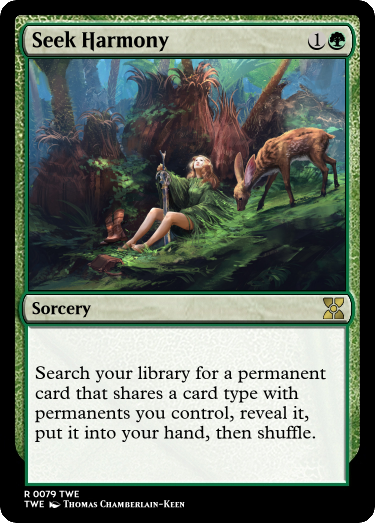 Seek Harmony 1
Sorcery
Search your library for a permanent
card that shares a card type with
permanents you control, reveal it,
put it into your hand, then shuffle.
R 0079 TWE
TWE Thomas Chamberlain-Keen